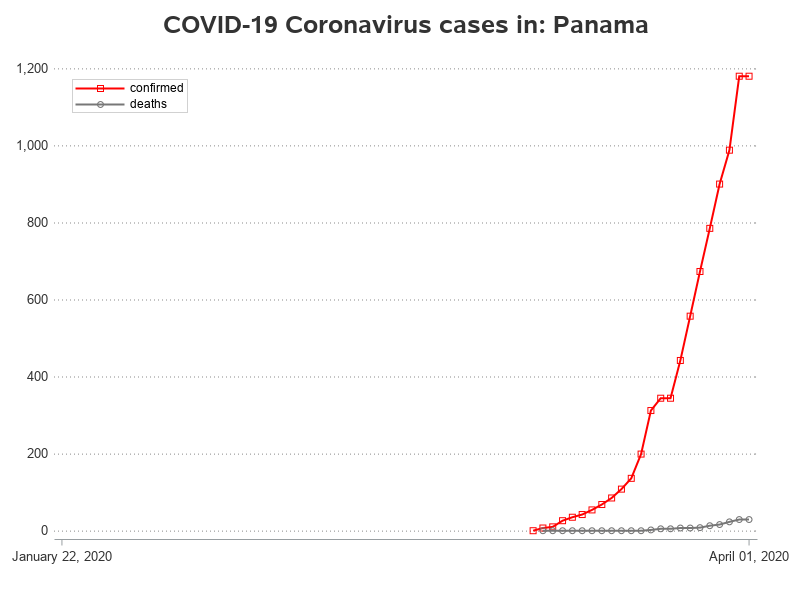 COVID-19 Coronavirus cases in: Panama
1,200
confirmed
deaths
1,000
800
600
400
200
0
January 22, 2020
April 01, 2020